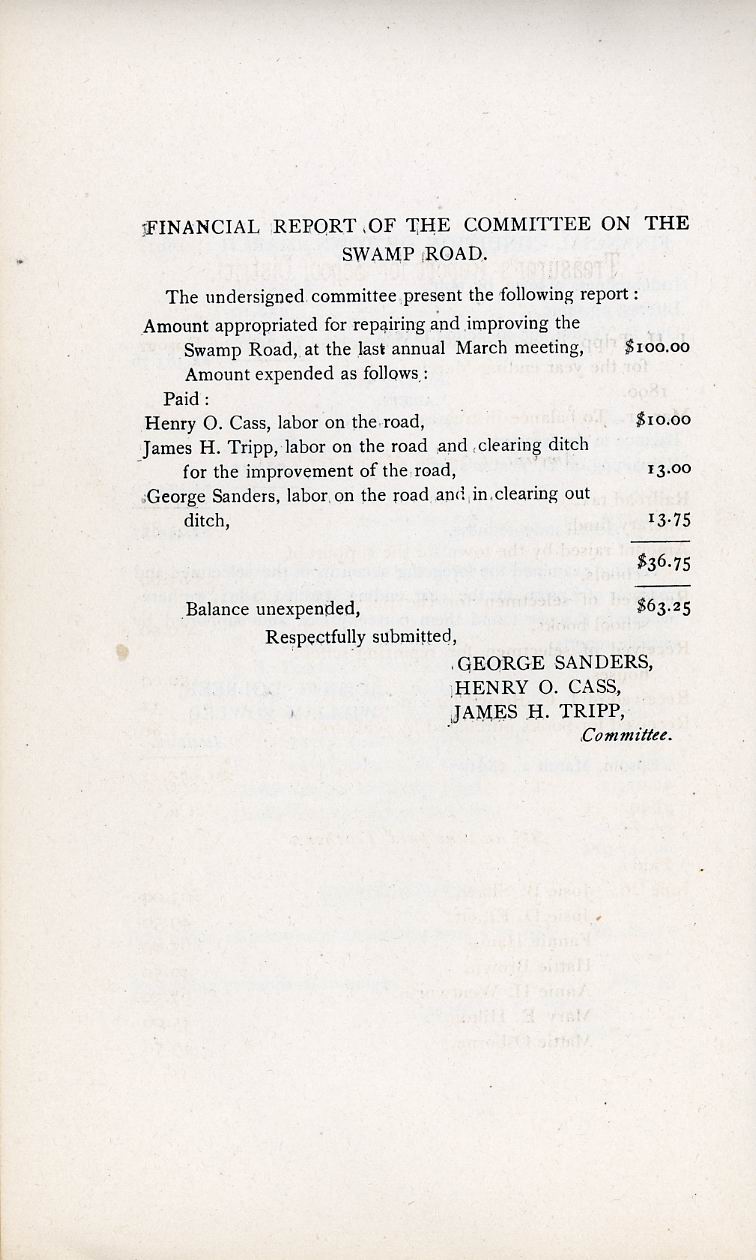 FINANCIAL REPORT OF THE COMMITTEE ON THE
SWAMP ROAD.
The undersigned committee present the following report :
Amount appropriated for repairing and improving the
Swamp Road, at the last annual March meeting, $100.00
Amount expended as follows :
Paid :
Henry O. Cass, labor on the road, $10.00
James H. Tripp, labor on the road and clearing ditch
for the improvement of the road, 13.00
George Sanders, labor on the road and in clearing out
ditch, 13.75
$36.75
Balance unexpended, $63.25
Respectfully submitted,
GEORGE SANDERS,
HENRY O. CASS,
JAMES H. TRIPP,
Committee.